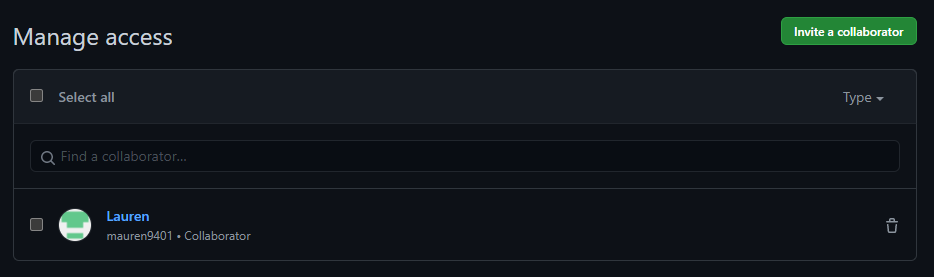 Manage access
Invite a collaborator
Select all
Type
Find a collaborator...
Lauren
mauren9401 • Collaborator